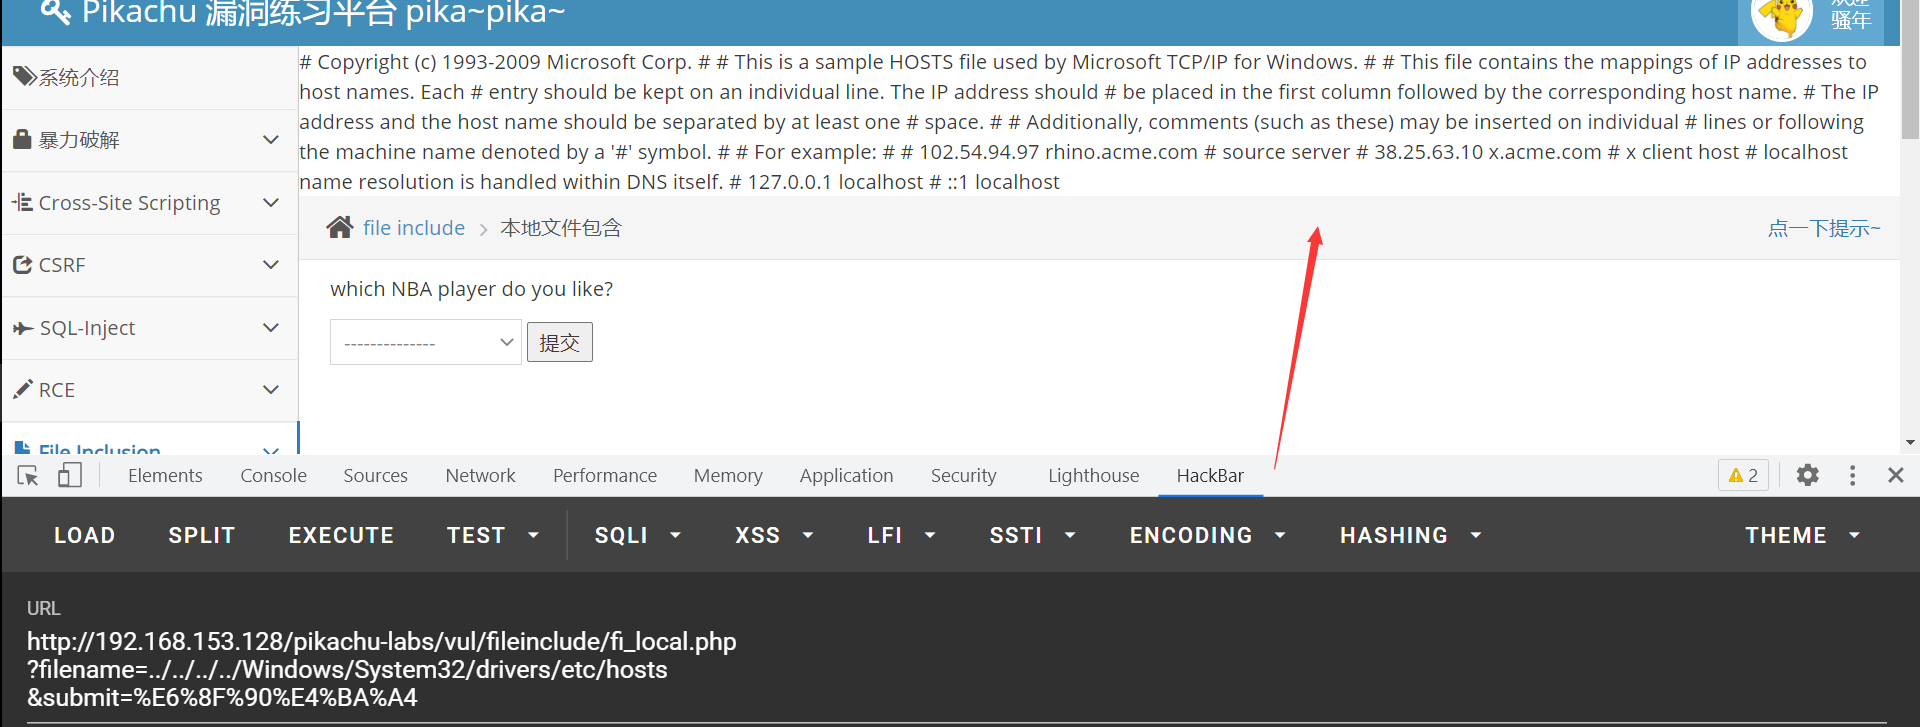 Pikachu 漏洞练习平台 pika~pika~
欢迎
骚年
系统介绍
暴力破解
Cross-Site Scripting
CSRF
SQL-Inject
RCE
File Inclusion
# Copyright (c) 1993-2009 Microsoft Corp. # # This is a sample HOSTS file used by Microsoft TCP/IP for Windows. # # This file contains the mappings of IP addresses to
host names. Each # entry should be kept on an individual line. The IP address should # be placed in the first column followed by the corresponding host name. # The IP
address and the host name should be separated by at least one # space. # # Additionally, comments (such as these) may be inserted on individual # lines or following
the machine name denoted by a '#' symbol. # # For example: # # 102.54.94.97 rhino.acme.com # source server # 38.25.63.10 x.acme.com # x client host # localhost
name resolution is handled within DNS itself. # 127.0.0.1 localhost # ::1 localhost
file include > 本地文件包含
点一下提示~
which NBA player do you like?
-------------- 提交
Elements Console Sources Network Performance Memory Application Security Lighthouse HackBar 2
LOAD SPLIT EXECUTE TEST SQLI XSS LFI SSTI ENCODING HASHING THEME
URL
http://192.168.153.128/pikachu-labs/vul/fileinclude/fi_local.php
?filename=../../../../Windows/System32/drivers/etc/hosts
&submit=%E6%8F%90%E4%BA%A4